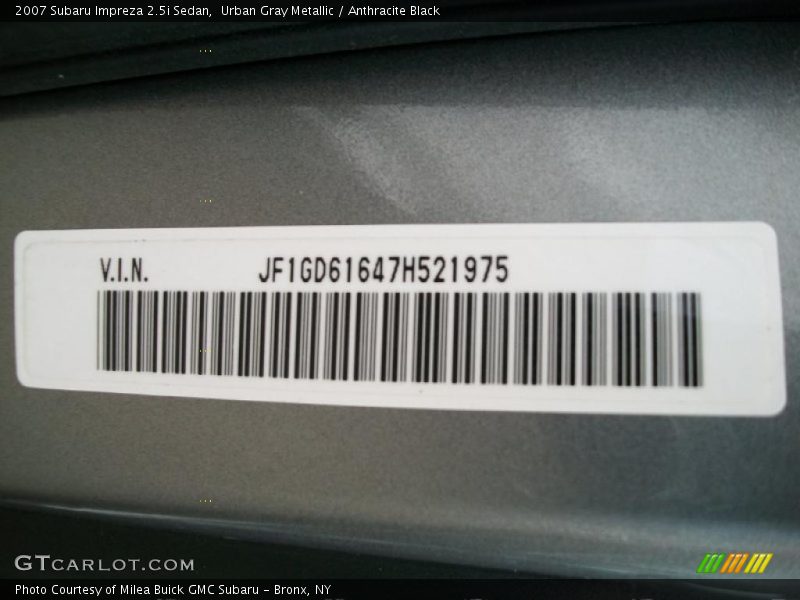 2007 Subaru Impreza 2.5i Sedan,  Urban Gray Metallic / Anthracite Black
V.I.N. JF1GD61647H521975
GTCARLOT.COM
Photo Courtesy of Milea Buick GMC Subaru - Bronx, NY